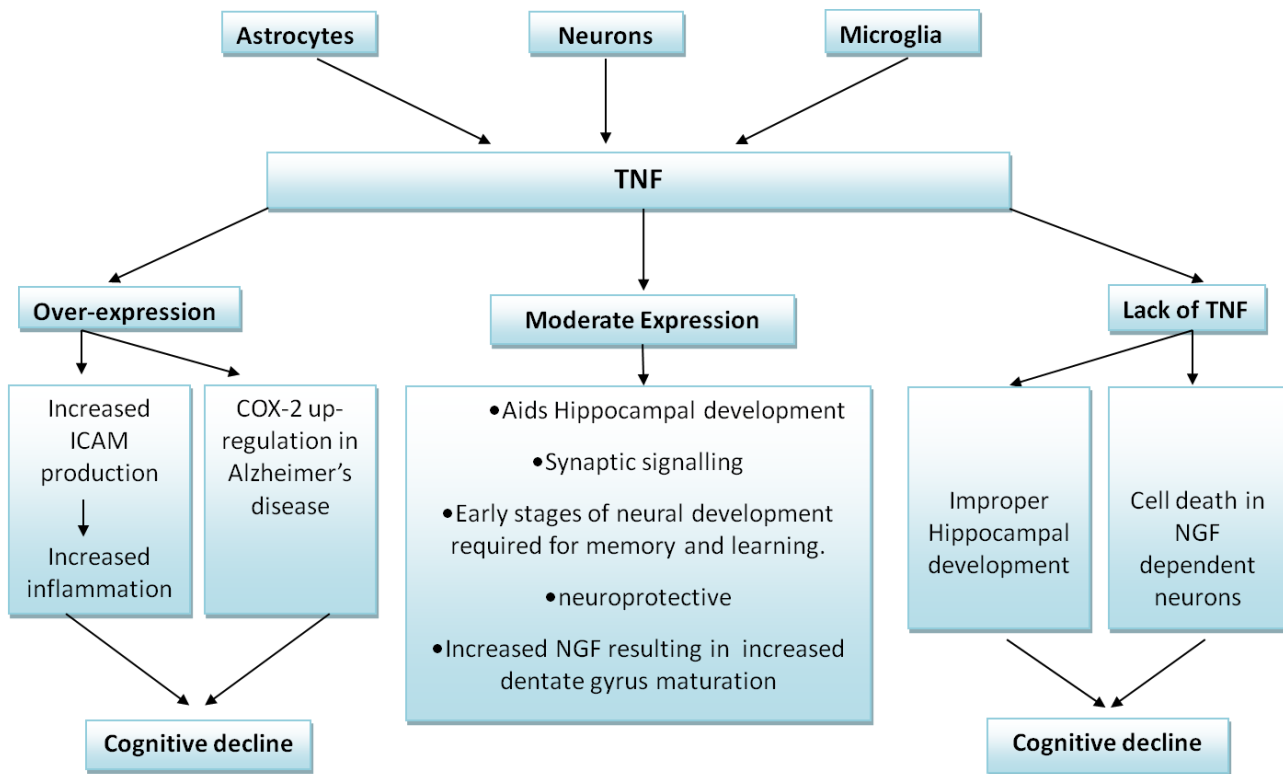 Astrocytes
Neurons
Microglia
TNF
Over-expression
Moderate Expression
Lack of TNF
Increased
ICAM
production
Increased
inflammation
COX-2 up-
regulation in
Alzheimer’s
disease
•Aids Hippocampal development
•Synaptic signalling
•Early stages of neural development
required for memory and learning.
•neuroprotective
•Increased NGF resulting in increased
dentate gyrus maturation
Improper
Hippocampal
development
Cell death in
NGF
dependent
neurons
Cognitive decline
Cognitive decline